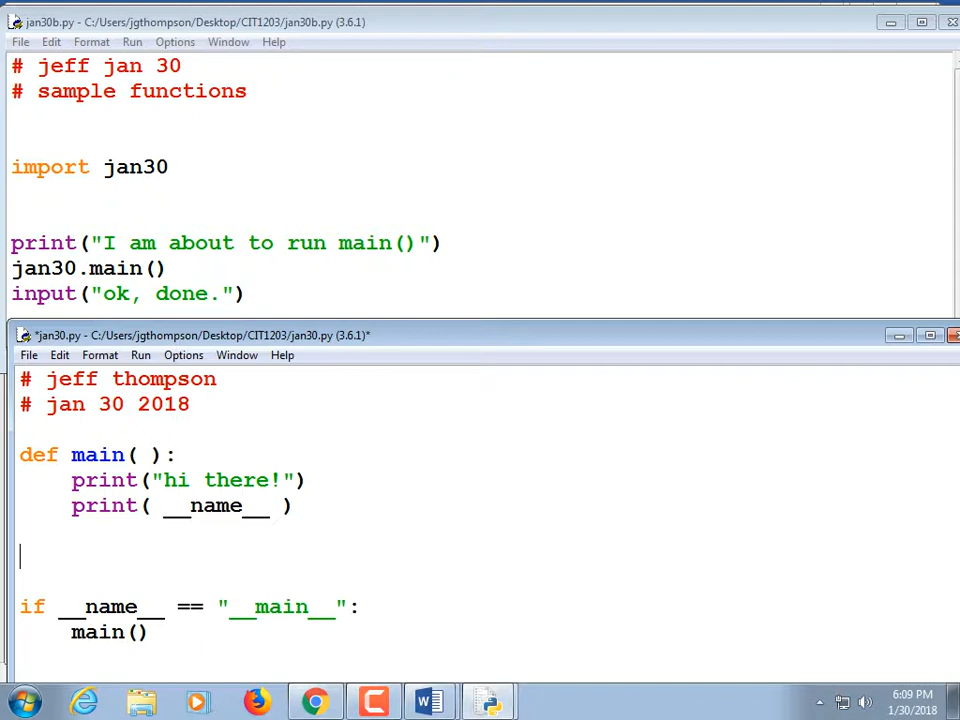 jan30b.py - C:/Users/jgthompson/Desktop/CIT1203/jan30b.py (3.6.1)
File Edit Format Run Options Window Help
# jeff jan 30
# sample functions
import jan30
print("I am about to run main()")
jan30.main()
input("ok, done.")
*jan30.py - C:/Users/jgthompson/Desktop/CIT1203/jan30.py (3.6.1)*
File Edit Format Run Options Window Help
# jeff thompson
# jan 30 2018
def main( ):
    print("hi there!")
    print( __name__ )
if __name__ == "__main__":
    main()
6:09 PM
1/30/2018